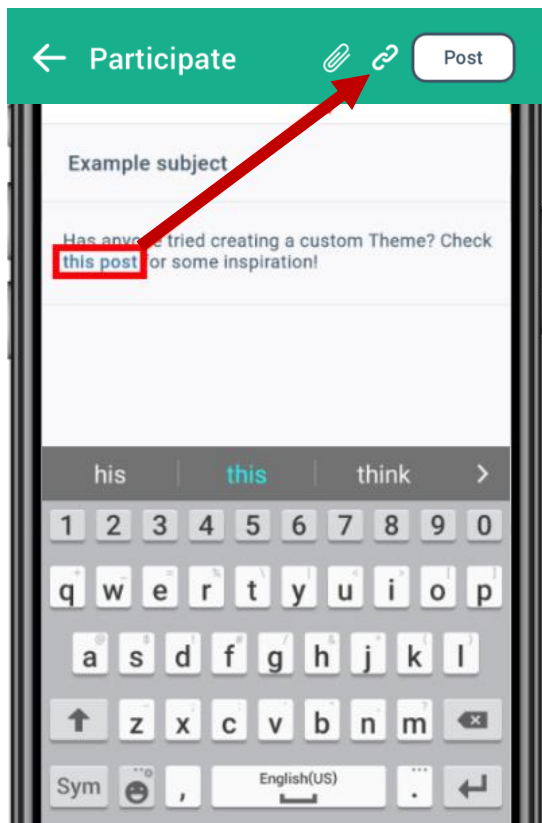 Participate Post
Example subject
Has anyone tried creating a custom Theme? Check
this post for some inspiration!
his this think >
1 2 3 4 5 6 7 8 9 0
q w e r t y u i o p
a s d f g h j k l
z x c v b n m
Sym , English(US) .